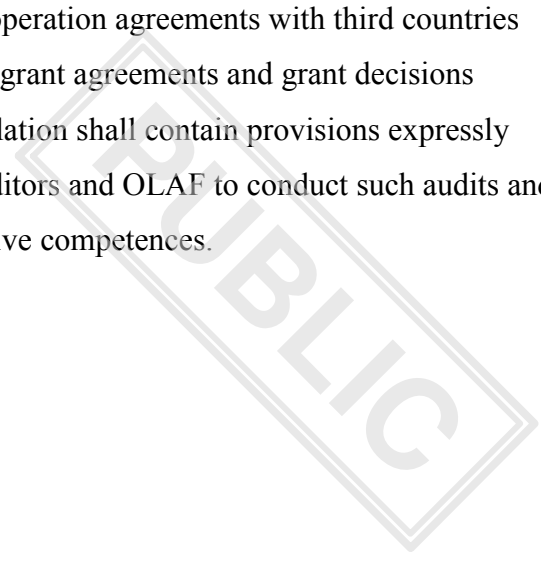 operation agreements with third countries
grant agreements and grant decisions
lation shall contain provisions expressly
ditors and OLAF to conduct such audits and
ve competences.
PUBLIC